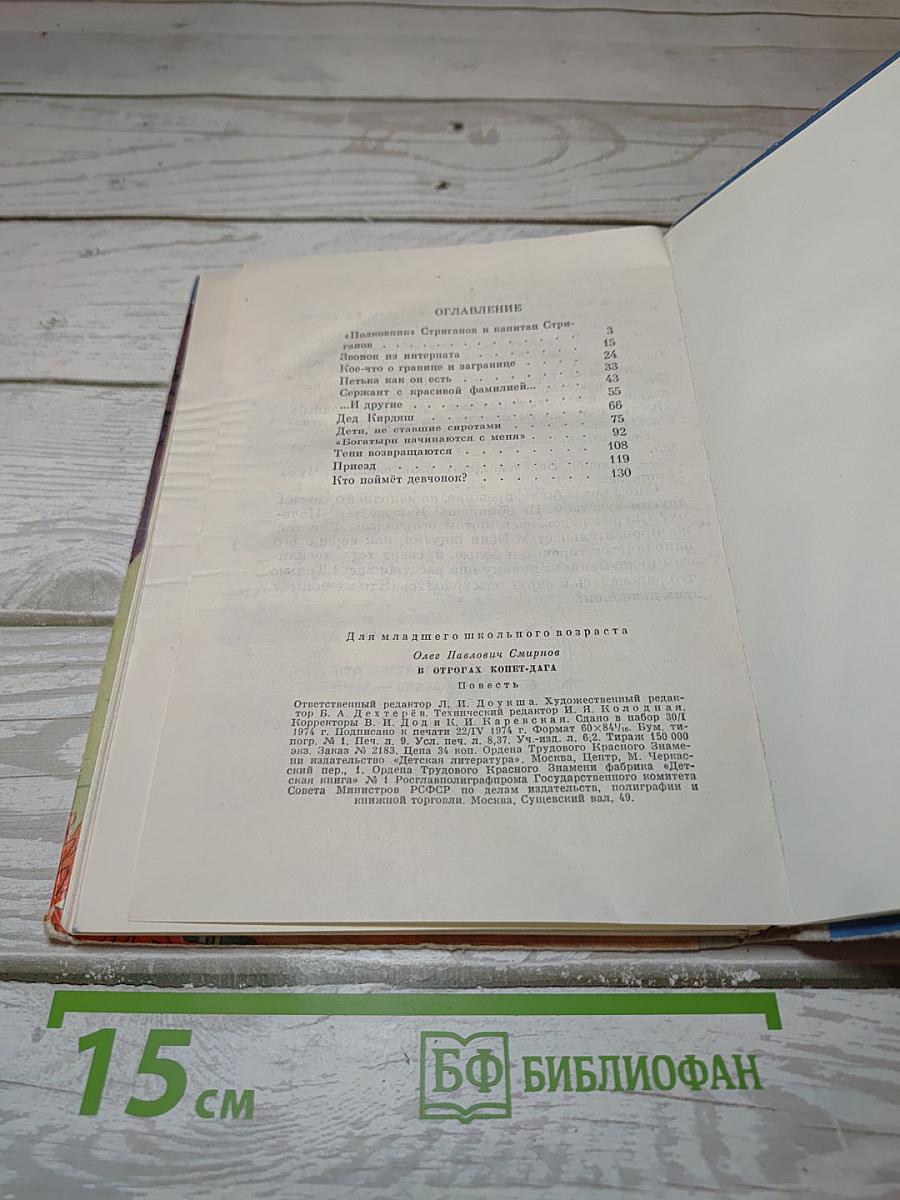 ОГЛАВЛЕНИЕ
«Полковник» Стриганов и капитан Стри-
ганов . . . . . . . . . . . . . 3
Звонок из интерната . . . . . . . 15
Кое-что о границе и загранице . . . . 24
Петька как он есть . . . . . . . . 33
Сержант с красивой фамилией... . . . 43
...И другие . . . . . . . . . . . 55
Дед Кирдяш . . . . . . . . . . 66
Дети, не ставшие сиротами . . . . . 75
«Богатыри начинаются с меня» . . . . 92
Тени возвращаются . . . . . . . . 108
Приезд . . . . . . . . . . . . 119
Кто поймёт девчонок? . . . . . . . 130
Для младшего школьного возраста
Олег Павлович Смирнов
В ОТРОГАХ КОПЕТ-ДАГА
Повесть
Ответственный редактор Л. И. Доукша. Художественный редак-
тор Б. А. Дехтерёв. Технический редактор И. Я. Колодная.
Корректоры В. И. Дод и К. И. Каревская. Сдано в набор 30/I
1974 г. Подписано к печати 22/IV 1974 г. Формат 60×84¹/₁₆. Бум. ти-
погр. № 1. Печ. л. 9. Усл. печ. л. 8,37. Уч.-изд. л. 6,2. Тираж 150 000
экз. Заказ № 2183. Цена 34 коп. Ордена Трудового Красного Знаме-
ни издательство «Детская литература». Москва, Центр, М. Черкас-
ский пер., 1. Ордена Трудового Красного Знамени фабрика «Дет-
ская книга» № 1 Росглавполиграфпрома Государственного комитета
Совета Министров РСФСР по делам издательств, полиграфии и
книжной торговли. Москва, Сущевский вал, 49.
15 см
БФ БИБЛИОФАН